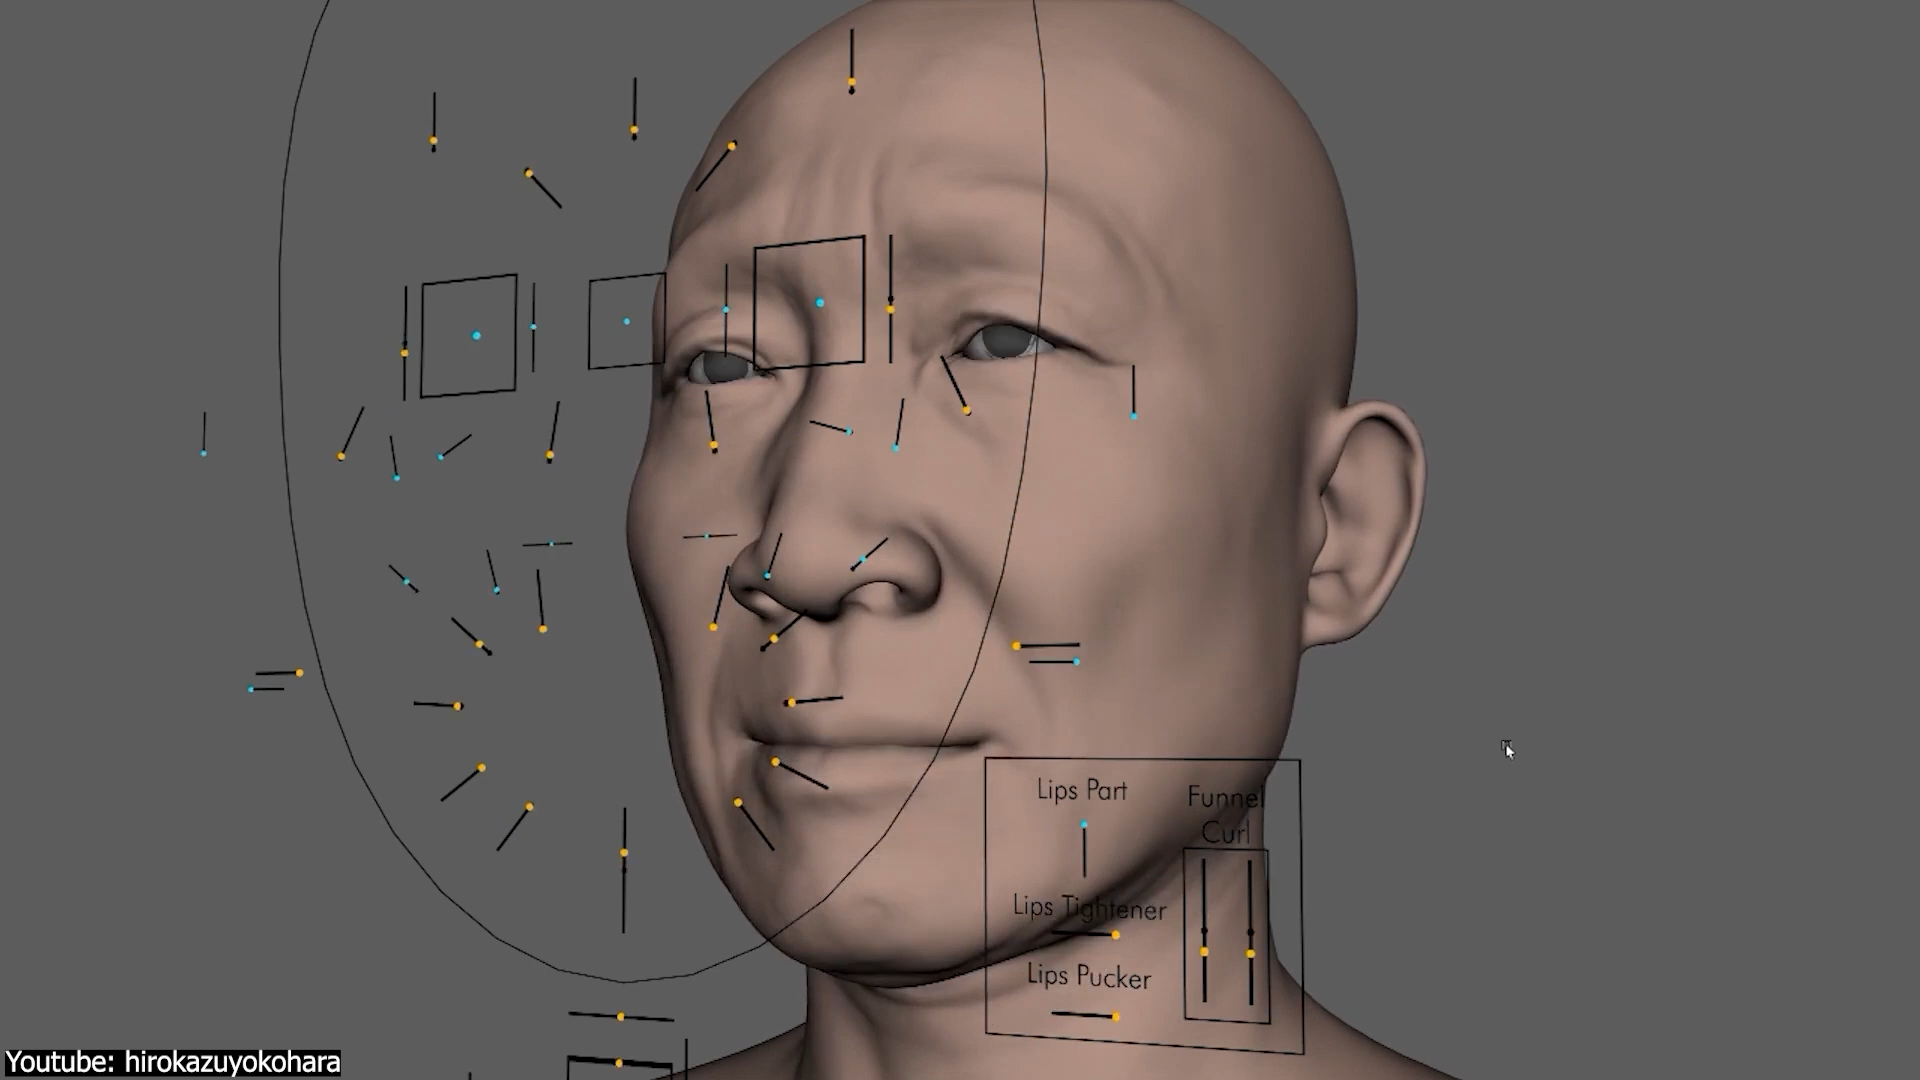 Lips Part
Funnel
Curl
Lips Tightener
Lips Pucker
Youtube: hirokazuyokohara